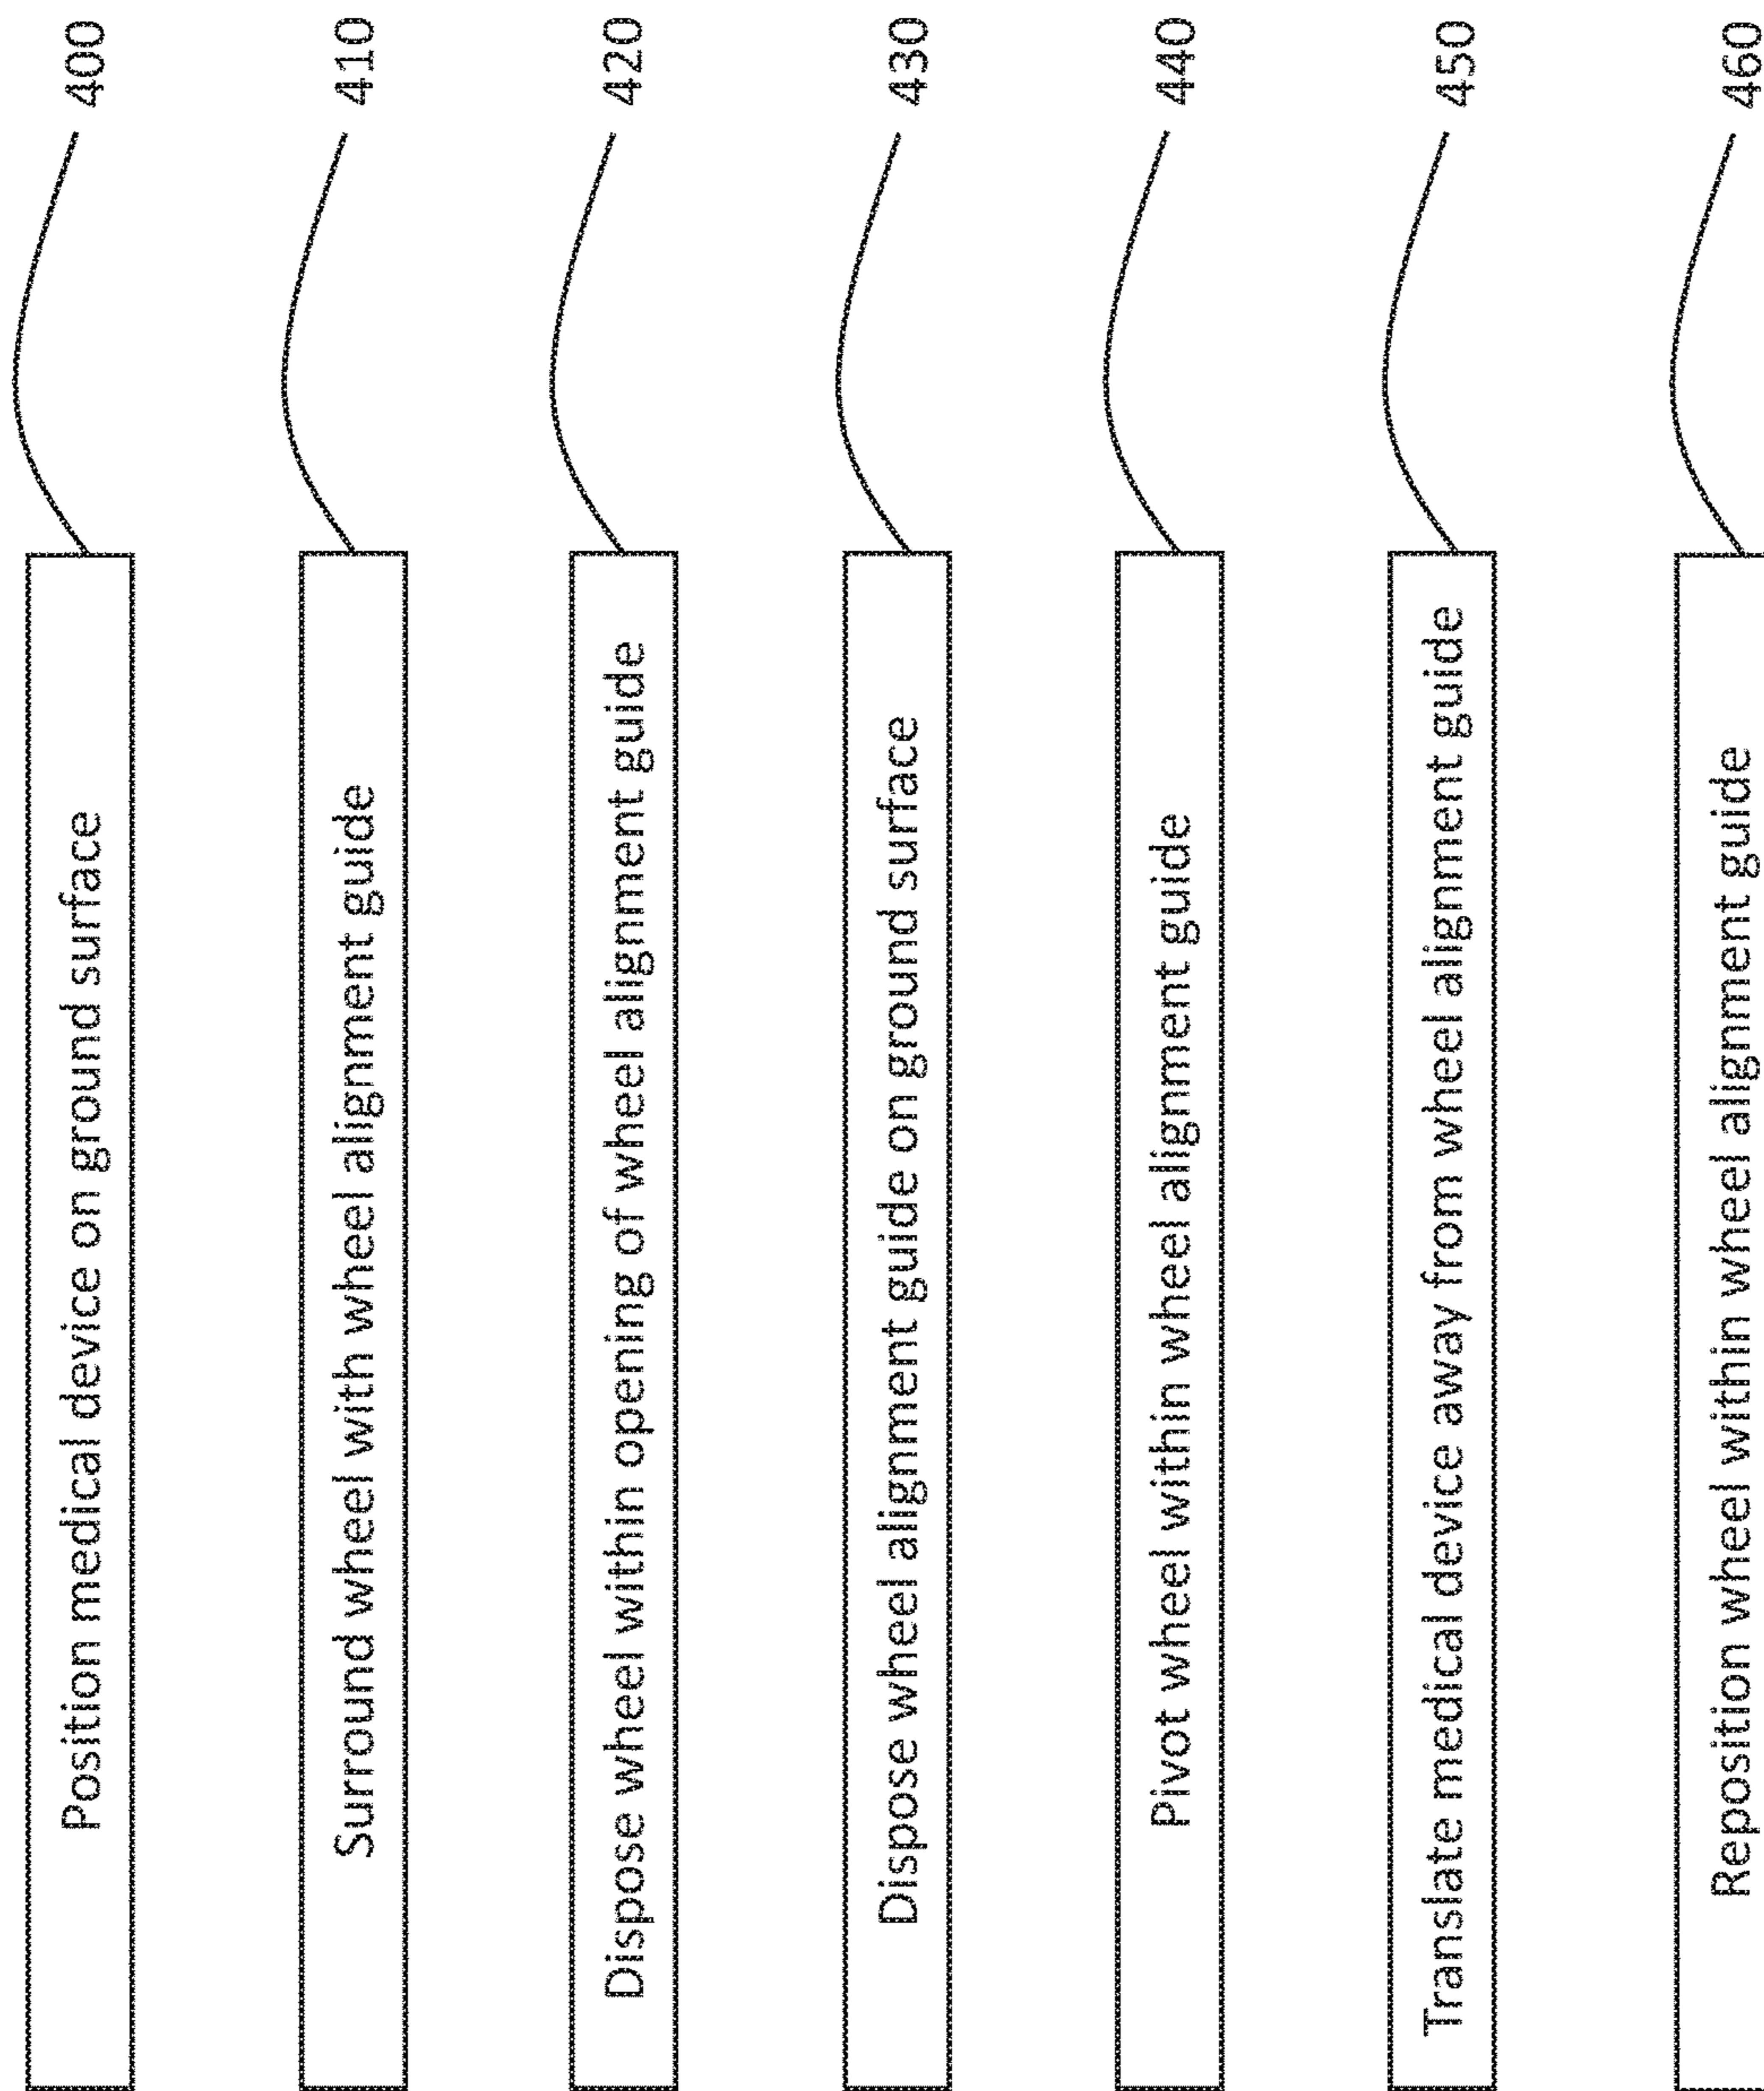 Position medical device on ground surface 400
Surround wheel with wheel alignment guide 410
Dispose wheel within opening of wheel alignment guide 420
Dispose wheel alignment guide on ground surface 430
Pivot wheel within wheel alignment guide 440
Translate medical device away from wheel alignment guide 450
Reposition wheel within wheel alignment guide 460